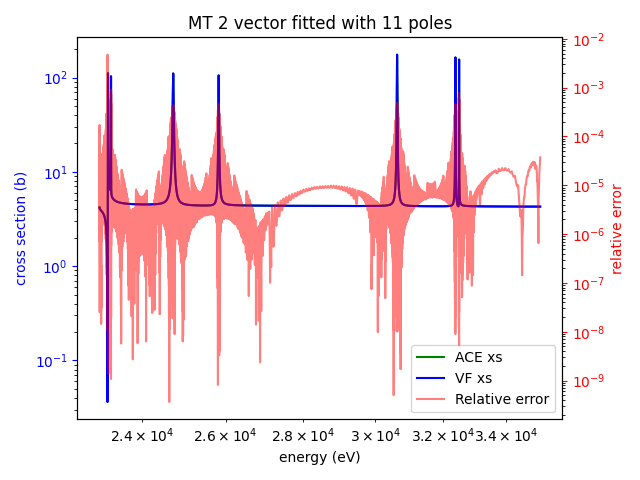 MT 2 vector fitted with 11 poles
cross section (b)
10²
10¹
10⁰
10⁻¹
10⁻²
10⁻³
10⁻⁴
10⁻⁵
10⁻⁶
10⁻⁷
10⁻⁸
10⁻⁹
relative error
ACE xs
VF xs
Relative error
2.4 × 10⁴ 2.6 × 10⁴ 2.8 × 10⁴ 3 × 10⁴ 3.2 × 10⁴ 3.4 × 10⁴
energy (eV)